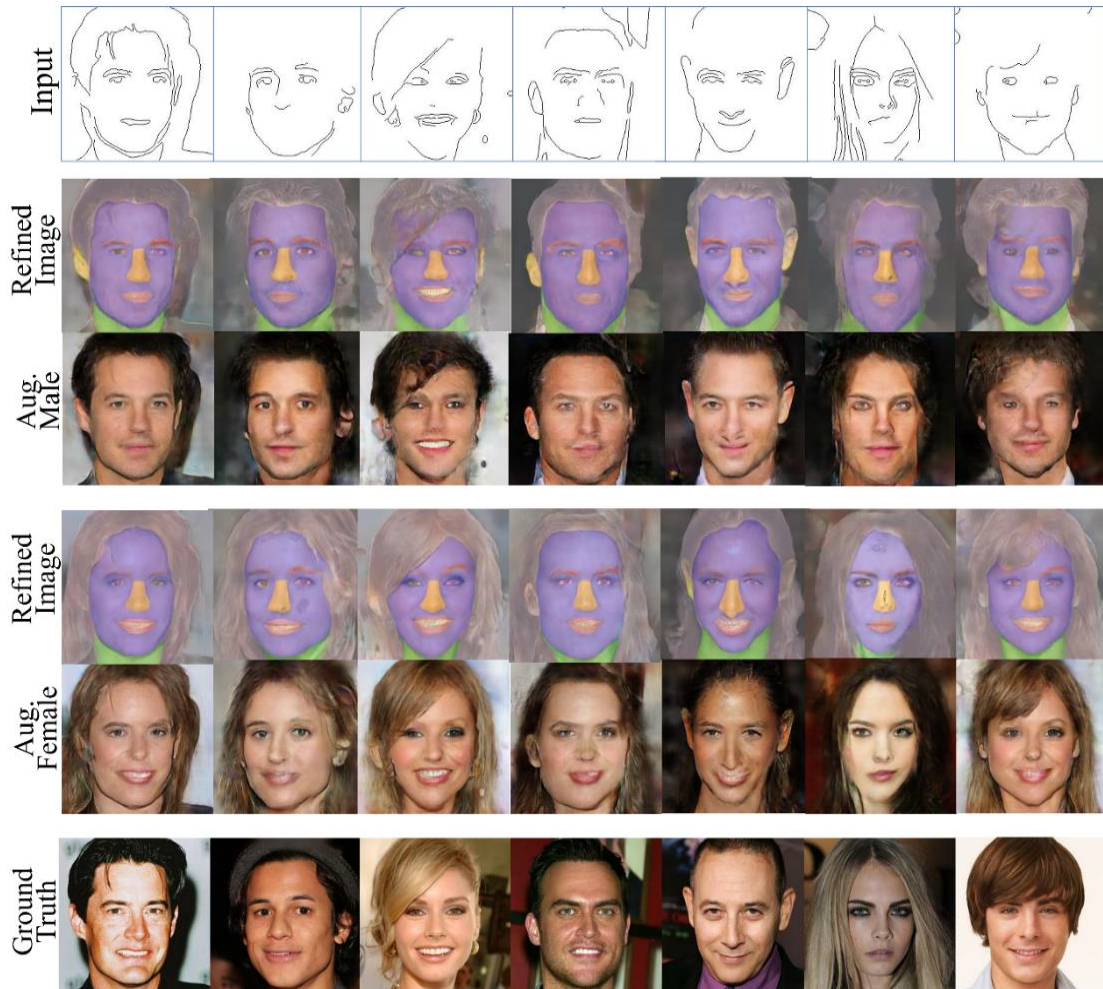 Input
Refined
Image
Aug.
Male
Refined
Image
Aug.
Female
Ground
Truth